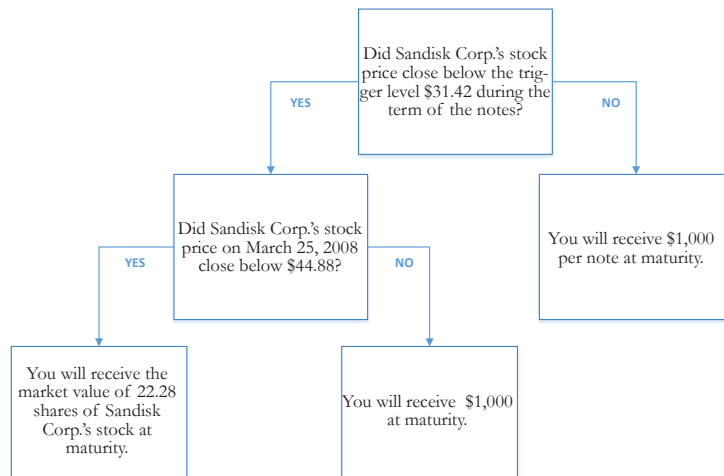 Did Sandisk Corp.'s stock
price close below the trig-
ger level $31.42 during the
term of the notes?
YES
NO
Did Sandisk Corp.'s stock
price on March 25, 2008
close below $44.88?
You will receive $1,000
per note at maturity.
YES
NO
You will receive the
market value of 22.28
shares of Sandisk
Corp.'s stock at
maturity.
You will receive $1,000
at maturity.